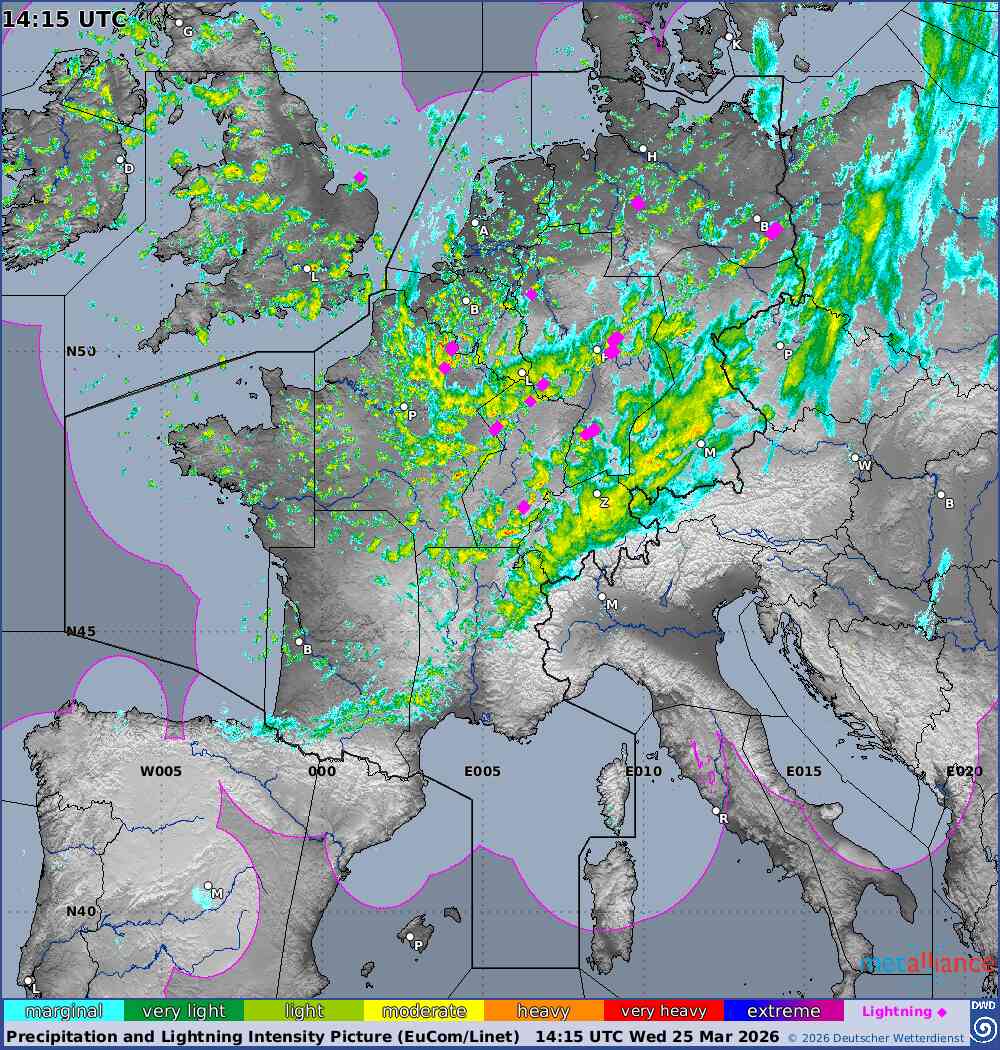 14:15 UTC
G
K
D
H
A
B
B
L
N50
P
L
F
P
M
W
B
Z
M
N45
B
W005
000
E005
E010
E015
E020
R
M
N40
P
L
metalliance
marginal very light light moderate heavy very heavy extreme Lightning
DWD
Precipitation and Lightning Intensity Picture (EuCom/Linet) 14:15 UTC Wed 25 Mar 2026 © 2026 Deutscher Wetterdienst